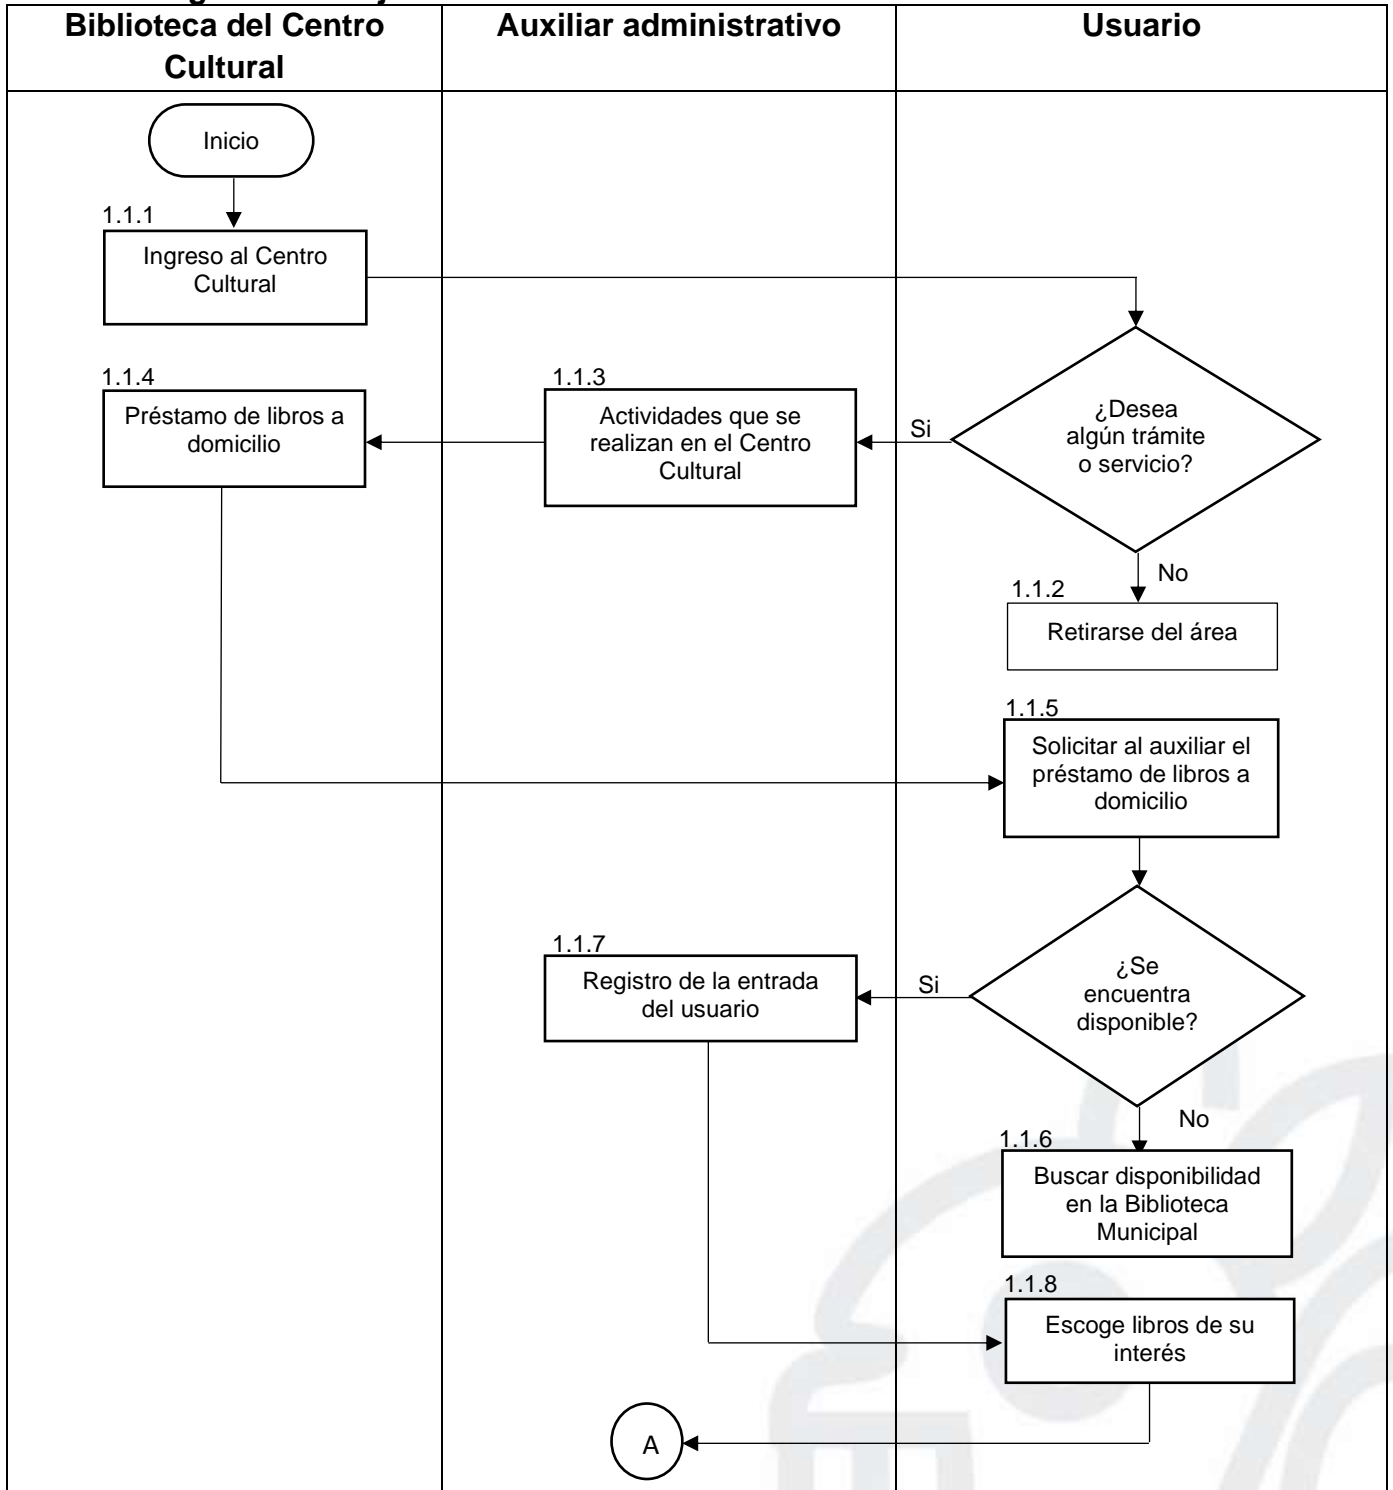 Biblioteca del Centro
Cultural
Auxiliar administrativo
Usuario
Inicio
1.1.1
Ingreso al Centro
Cultural
1.1.4
Préstamo de libros a
domicilio
1.1.3
Actividades que se
realizan en el Centro
Cultural
Si
¿Desea
algún trámite
o servicio?
No
1.1.2
Retirarse del área
1.1.5
Solicitar al auxiliar el
préstamo de libros a
domicilio
1.1.7
Registro de la entrada
del usuario
Si
¿Se
encuentra
disponible?
No
1.1.6
Buscar disponibilidad
en la Biblioteca
Municipal
1.1.8
Escoge libros de su
interés
A